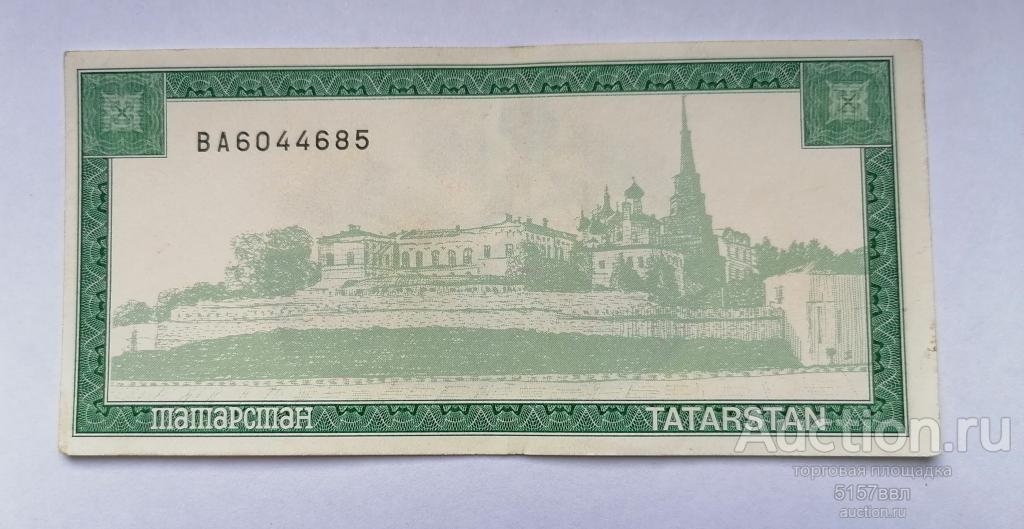 BA6044685
татарстан
TATARSTAN
Auction.ru
торговая площадка
5157ввл
auction.ru